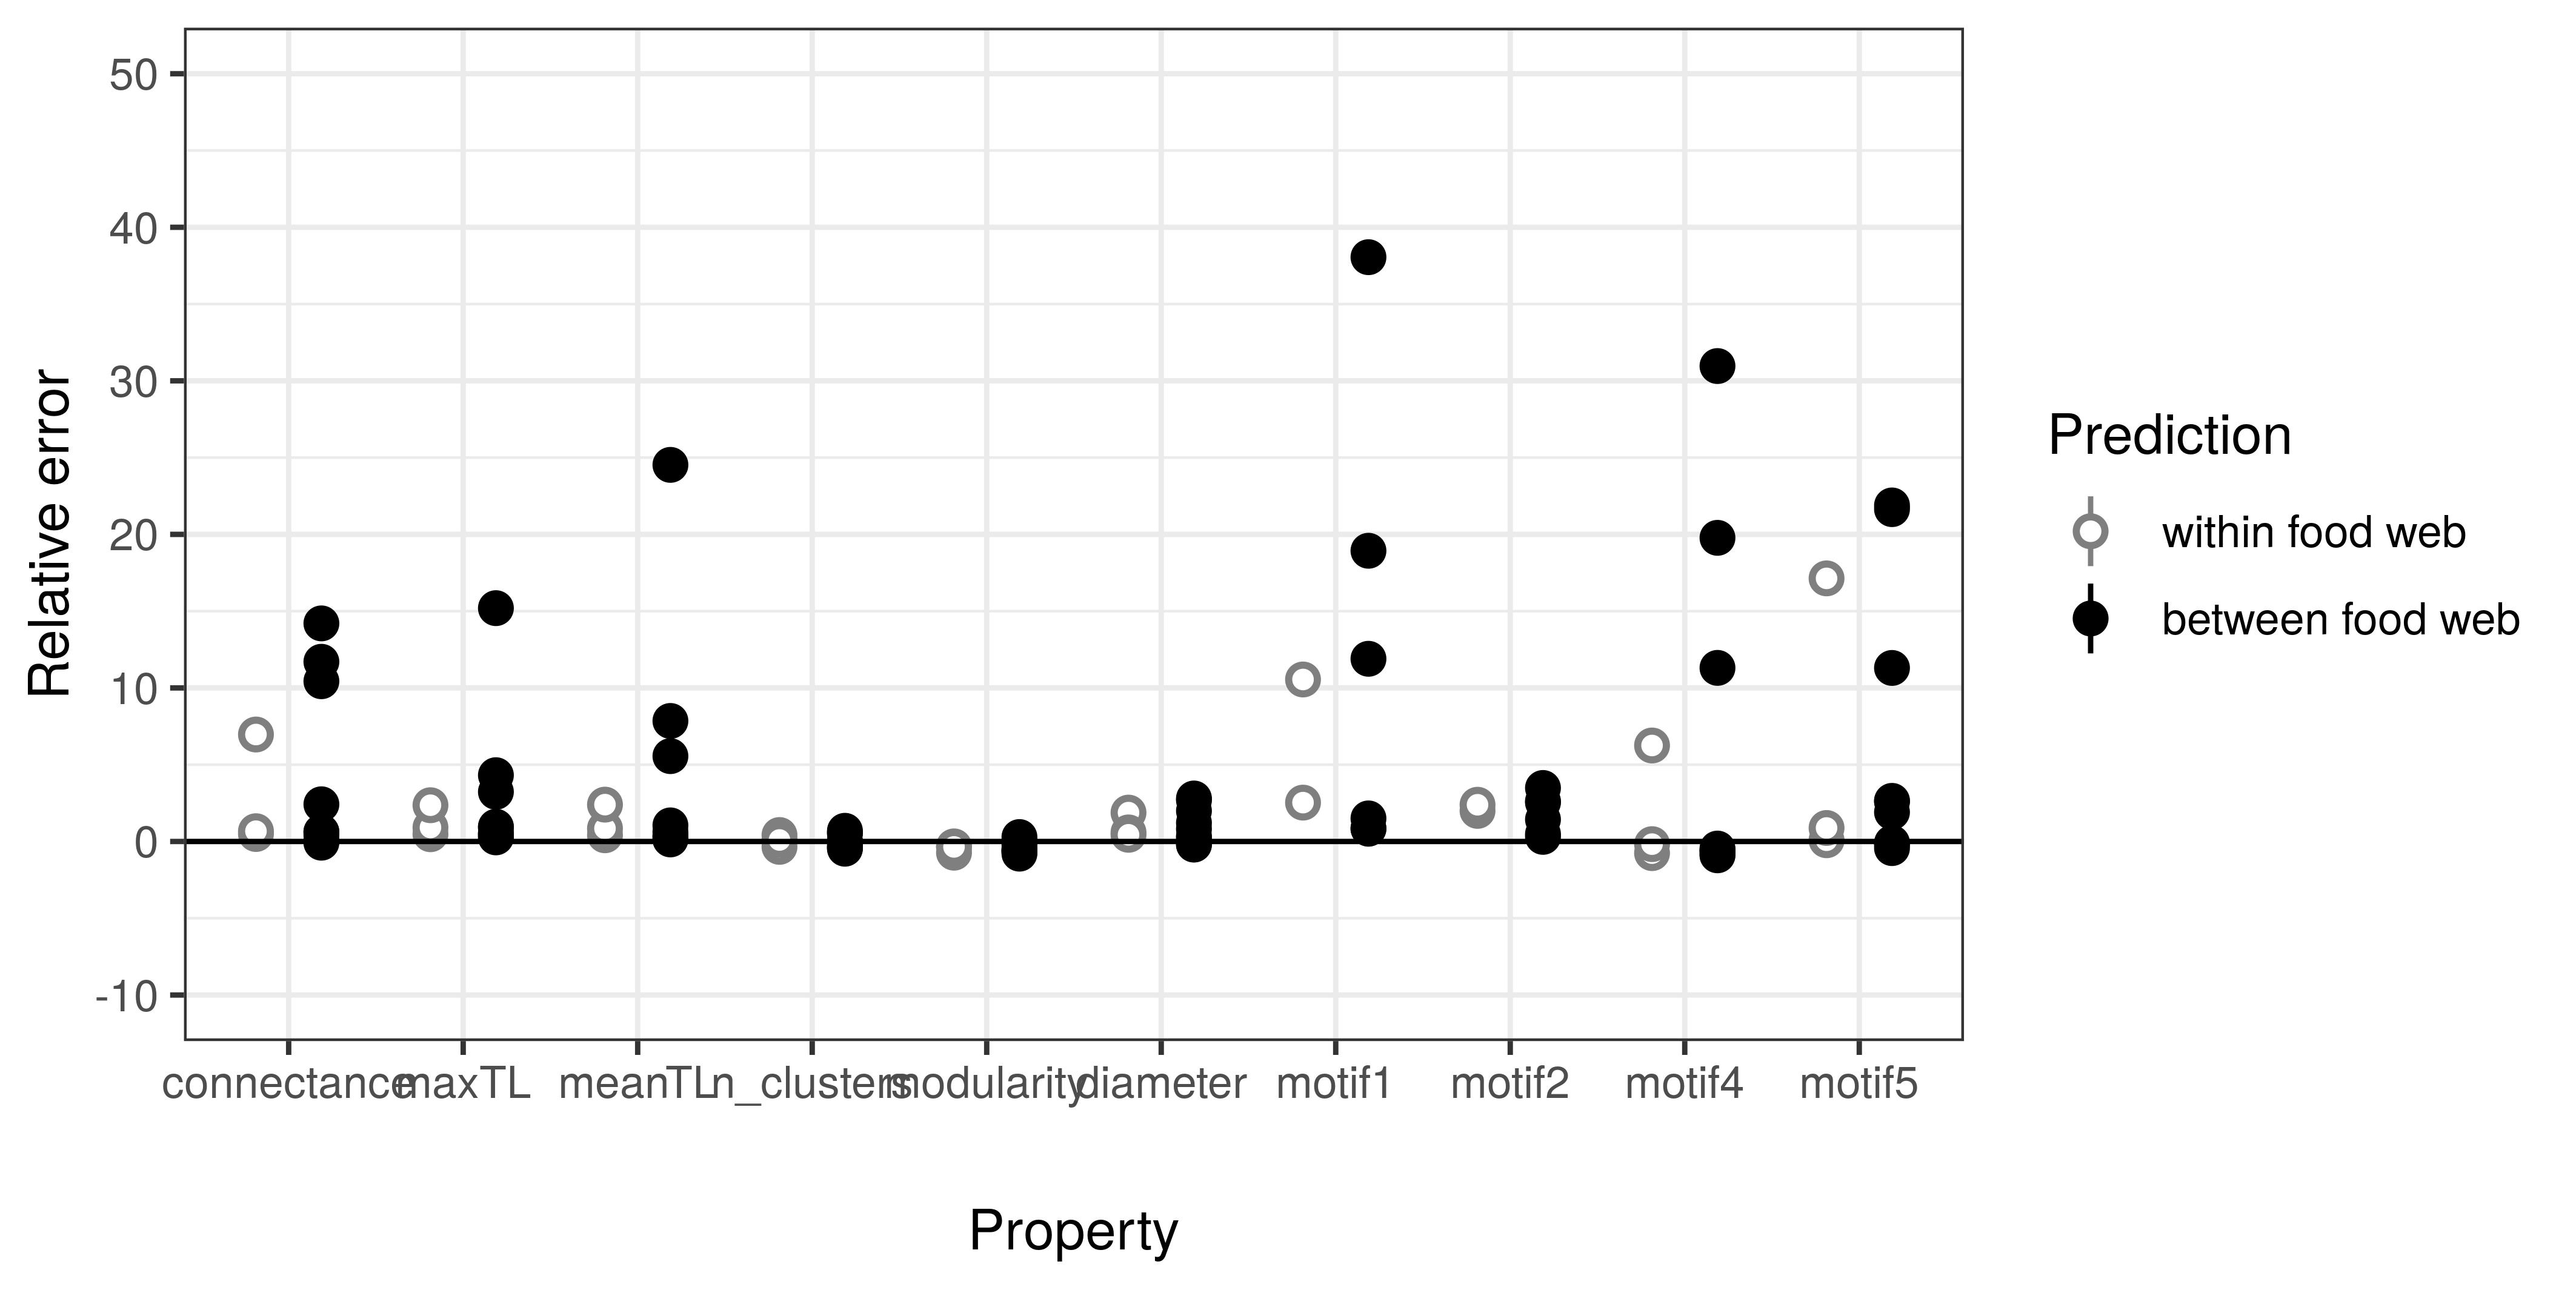 50
40
30
20
10
0
-10
Relative error
connectance
maxTL
meanTL
n_clusters
modularity
diameter
motif1
motif2
motif4
motif5
Property
Prediction
within food web
between food web